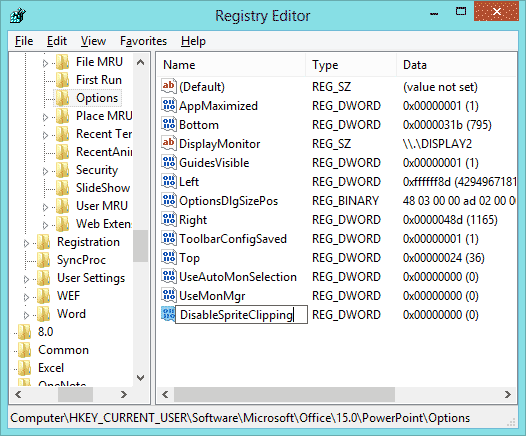 Registry Editor
File Edit View Favorites Help
File MRU
First Run
Options
Place MRU
Recent Ter
RecentAni
Security
SlideShow
User MRU
Web Exten
Registration
SyncProc
User Settings
WEF
Word
8.0
Common
Excel
OneNote
Name Type Data
(Default) REG_SZ (value not set)
AppMaximized REG_DWORD 0x00000001 (1)
Bottom REG_DWORD 0x0000031b (795)
DisplayMonitor REG_SZ \\.\DISPLAY2
GuidesVisible REG_DWORD 0x00000001 (1)
Left REG_DWORD 0xffffff8d (4294967181
OptionsDlgSizePos REG_BINARY 48 03 00 00 ad 02 00 0
Right REG_DWORD 0x0000048d (1165)
ToolbarConfigSaved REG_DWORD 0x00000001 (1)
Top REG_DWORD 0x00000024 (36)
UseAutoMonSelection REG_DWORD 0x00000000 (0)
UseMonMgr REG_DWORD 0x00000000 (0)
DisableSpriteClipping REG_DWORD 0x00000000 (0)
Computer\HKEY_CURRENT_USER\Software\Microsoft\Office\15.0\PowerPoint\Options